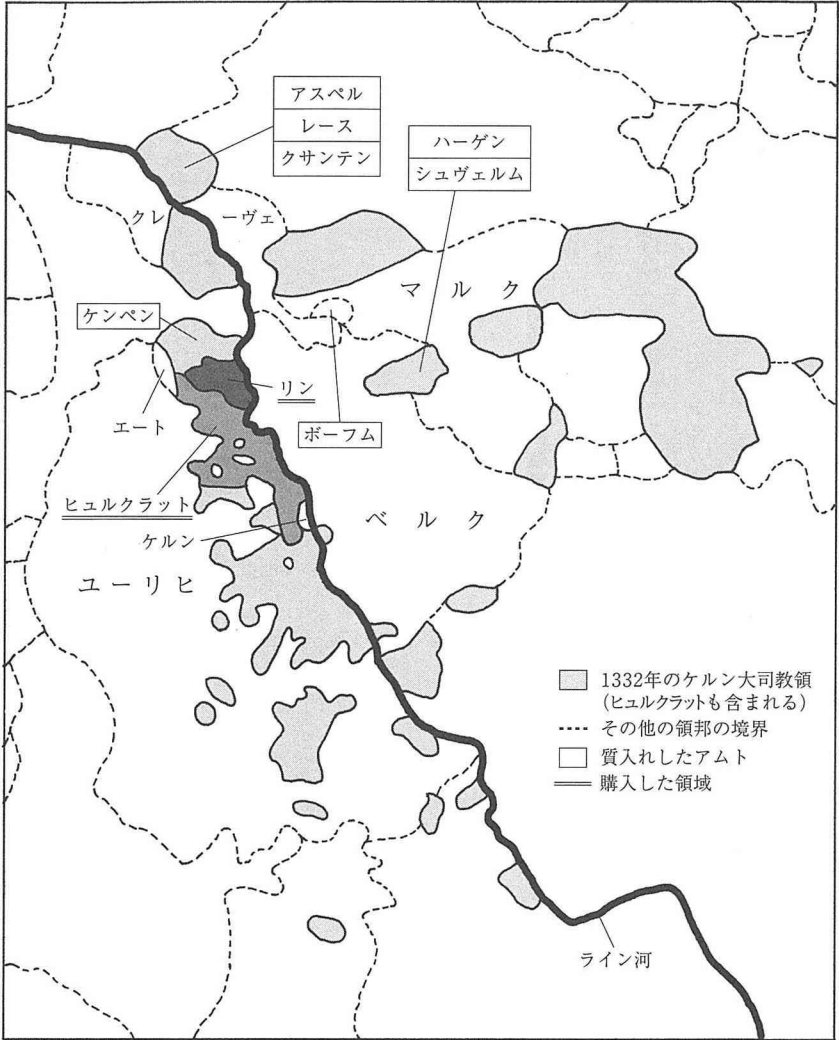 アスペル
レース
クサンテン
ハーゲン
シュヴェルム
クレーヴェ
マルク
ケンペン
リン
エート
ボーフム
ヒュルクラット
ケルン
ベルク
ユーリヒ
1332年のケルン大司教領
(ヒュルクラットも含まれる)
その他の領邦の境界
質入れしたアムト
購入した領域
ライン河